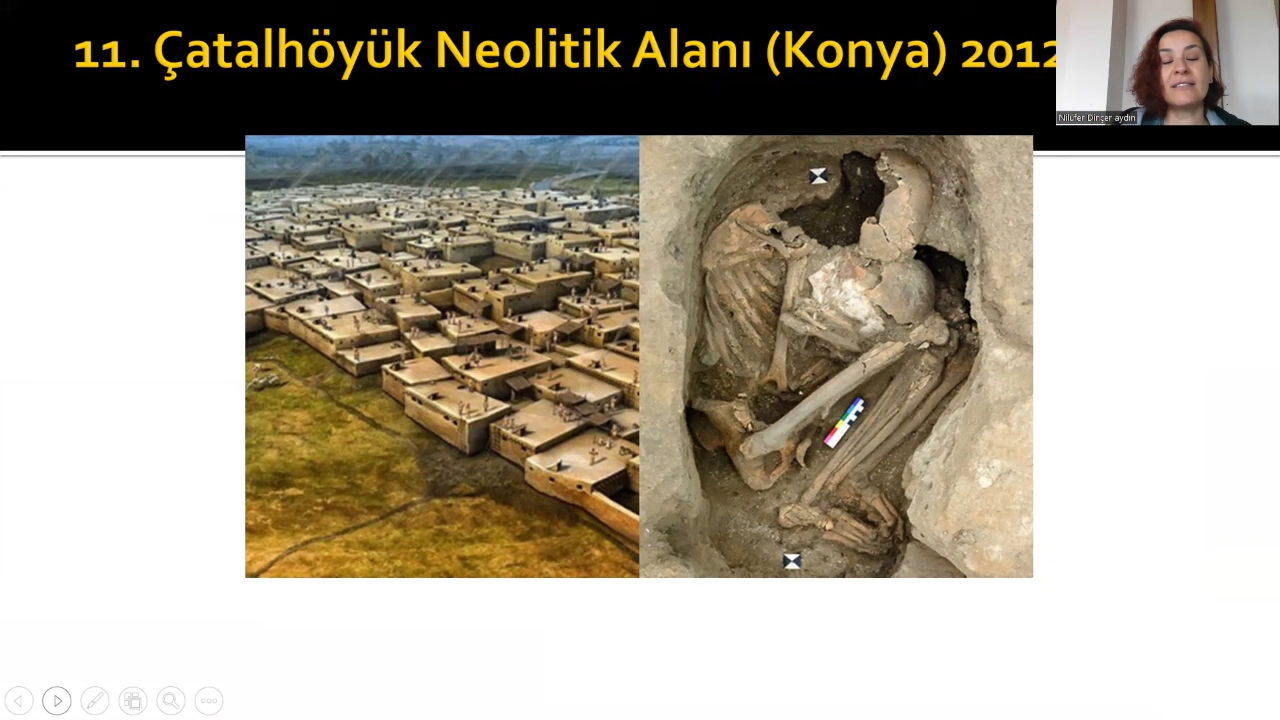 11. Çatalhöyük Neolitik Alanı (Konya) 2012
Nilüfer Dinçer aydın